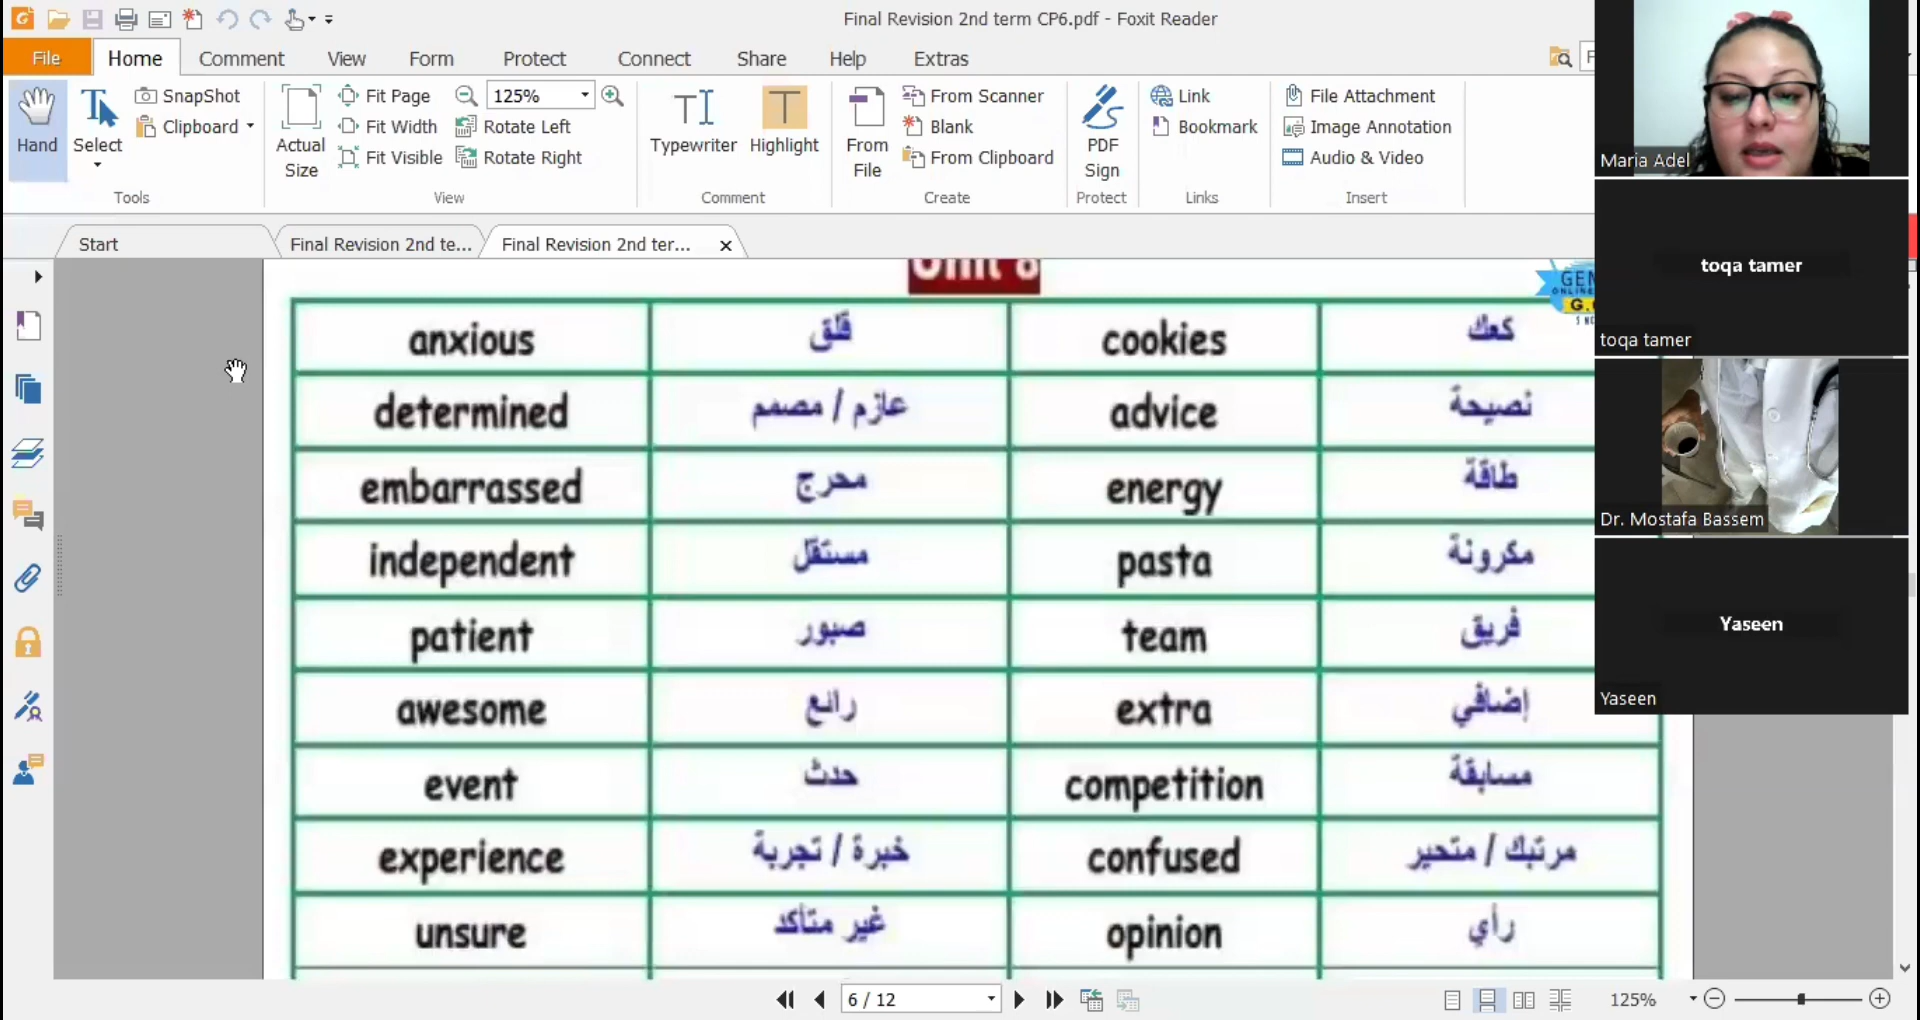 Final Revision 2nd term CP6.pdf - Foxit Reader
File Home Comment View Form Protect Connect Share Help Extras
Hand
Select
SnapShot
Clipboard
Actual Size
Fit Page
Fit Width
Fit Visible
125%
Rotate Left
Rotate Right
Typewriter
Highlight
From File
From Scanner
Blank
From Clipboard
PDF Sign
Link
Bookmark
File Attachment
Image Annotation
Audio & Video
Tools View Comment Create Protect Links Insert
Start
Final Revision 2nd te...
Final Revision 2nd ter...
Unit 8
anxious قلق cookies كعك
determined عازم / مصمم advice نصيحة
embarrassed محرج energy طاقة
independent مستقل pasta مكرونة
patient صبور team فريق
awesome رائع extra إضافي
event حدث competition مسابقة
experience خبرة / تجربة confused مرتبك / متحير
unsure غير متأكد opinion رأي
Maria Adel
toqa tamer
toqa tamer
Dr. Mostafa Bassem
Yaseen
Yaseen
6 / 12
125%